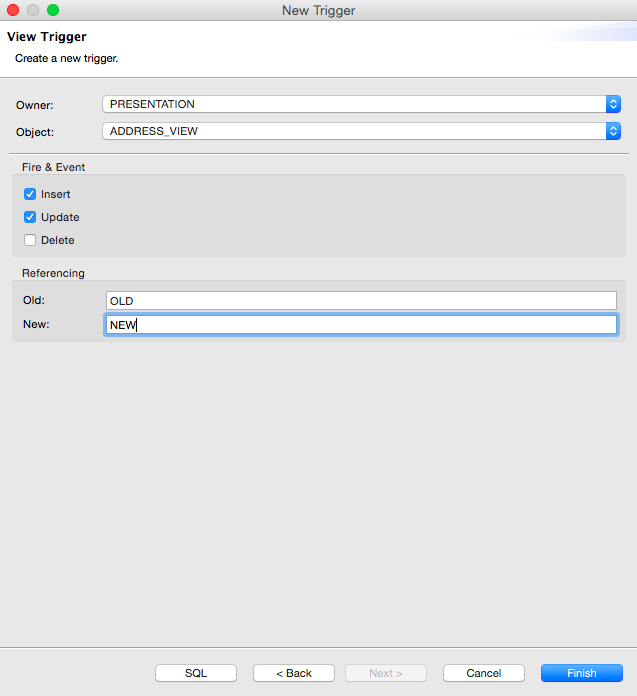 New Trigger
View Trigger
Create a new trigger.
Owner: PRESENTATION
Object: ADDRESS_VIEW
Fire & Event
Insert
Update
Delete
Referencing
Old: OLD
New: NEW
SQL < Back Next > Cancel Finish